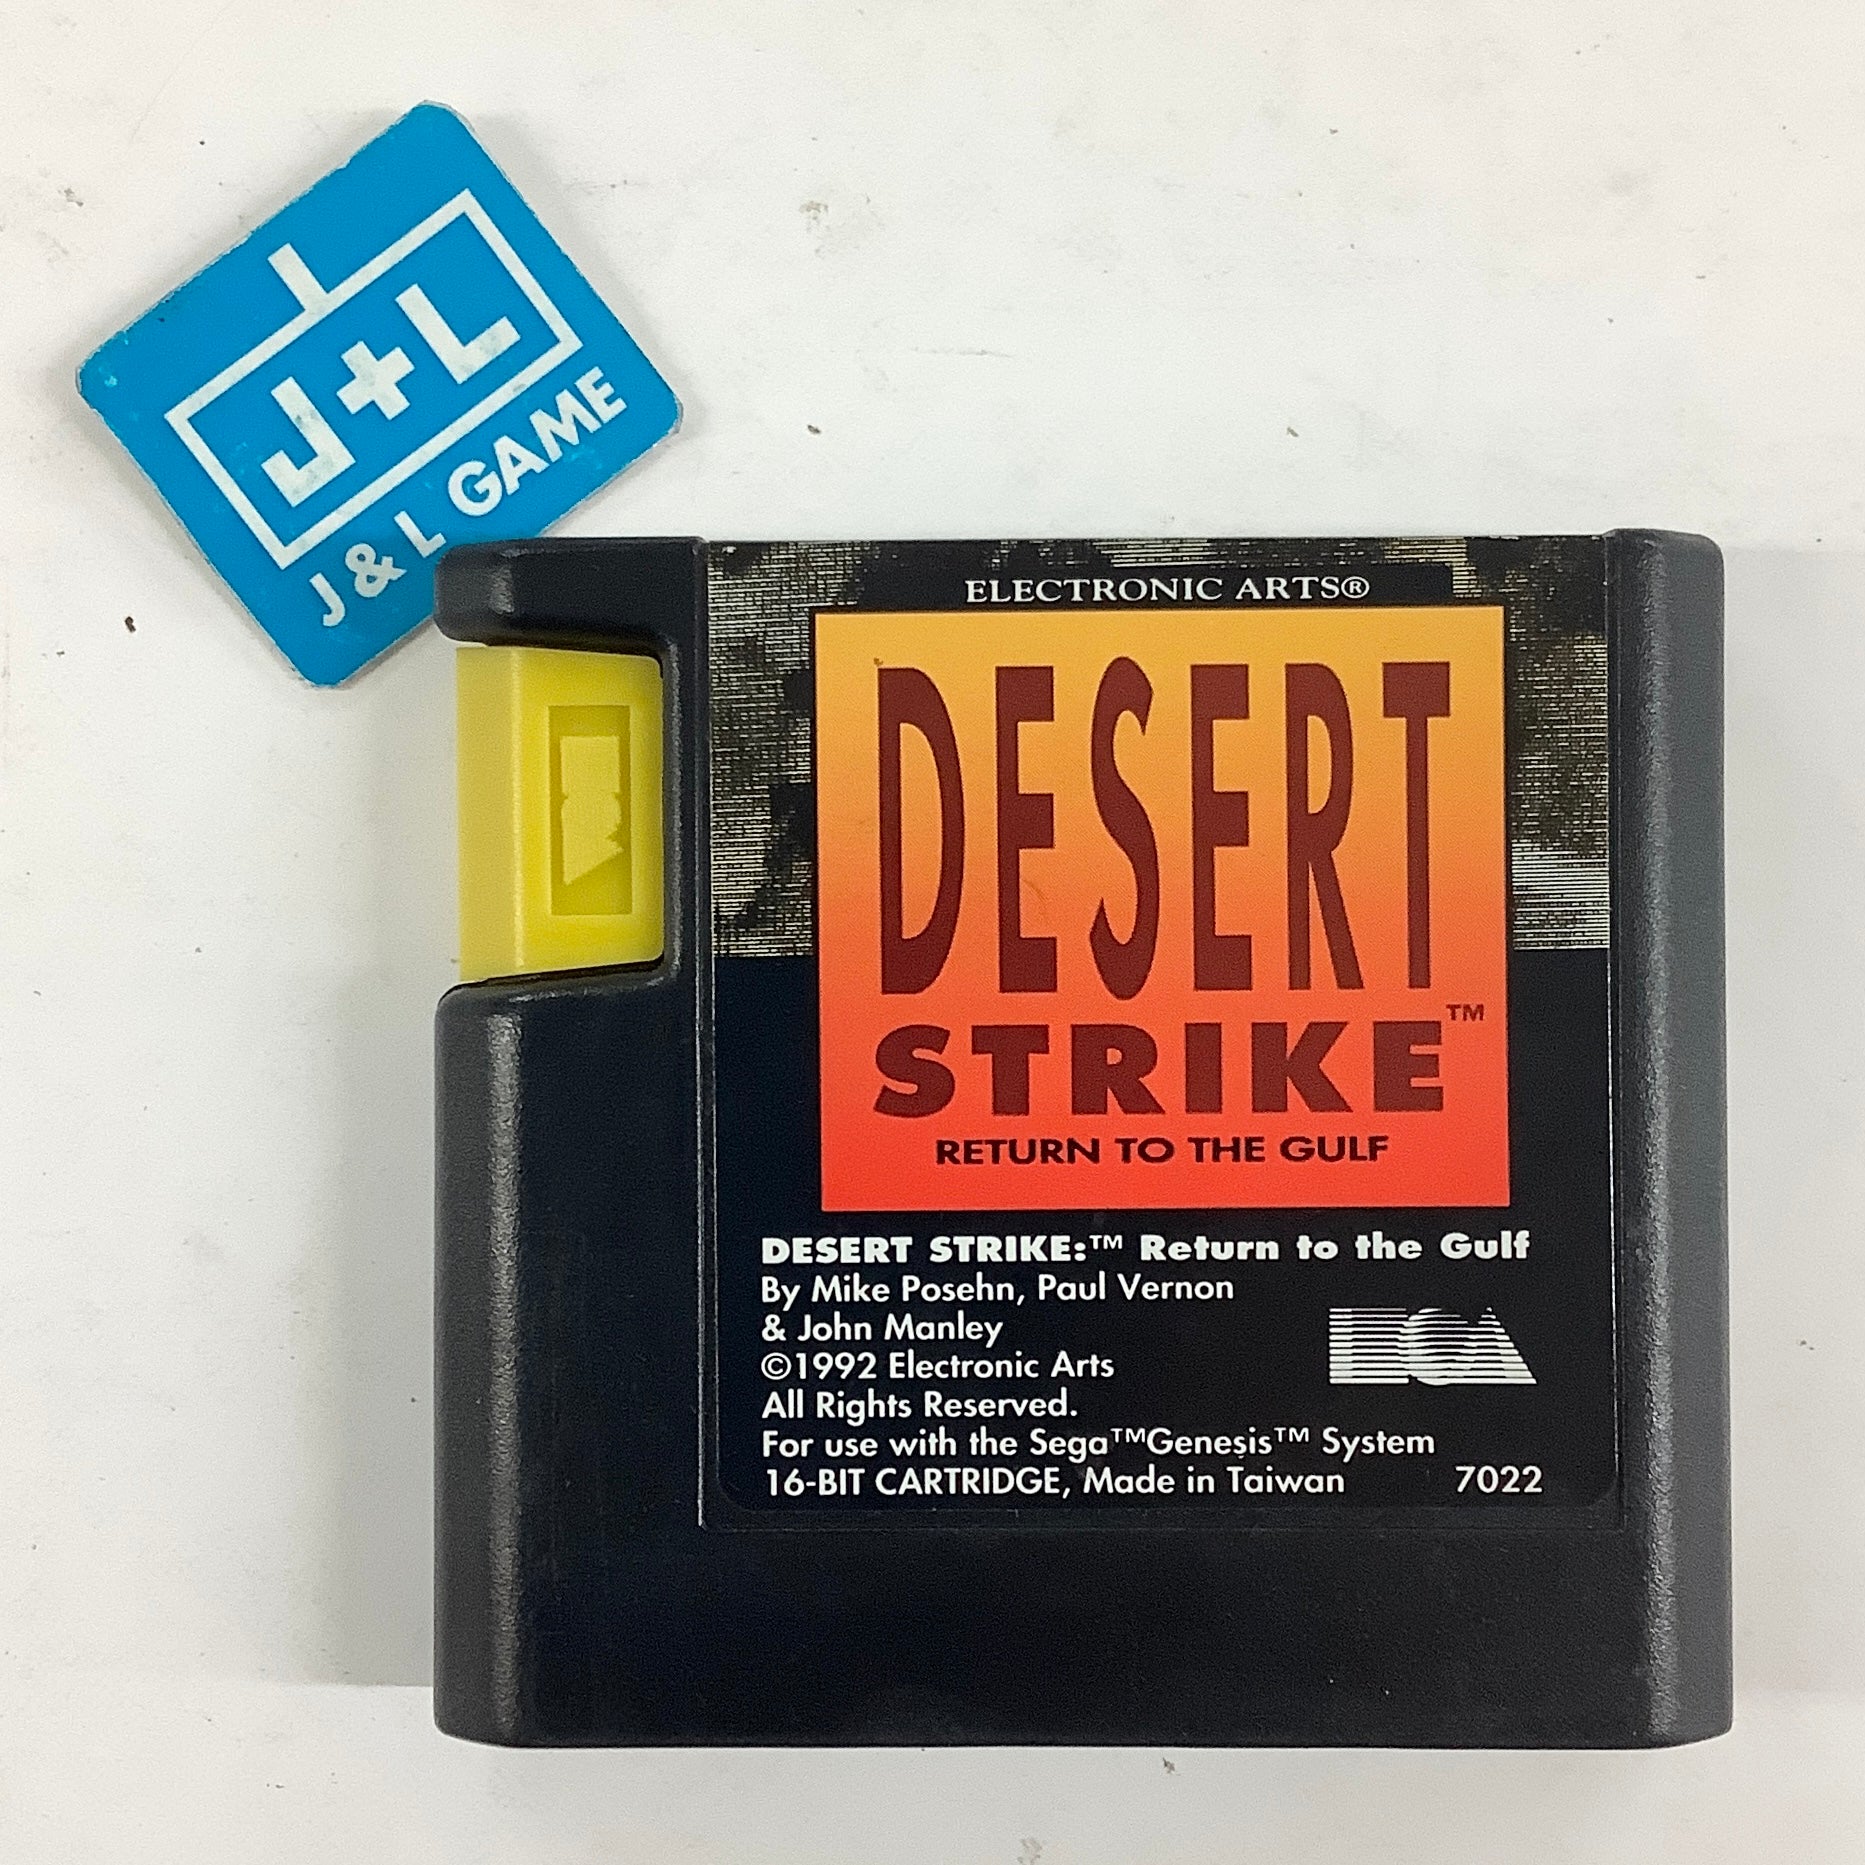 J+L
J & L GAME
ELECTRONIC ARTS®
DESERT
STRIKE™
RETURN TO THE GULF
DESERT STRIKE:™ Return to the Gulf
By Mike Posehn, Paul Vernon
& John Manley
©1992 Electronic Arts
All Rights Reserved.
For use with the Sega™Genesis™ System
16-BIT CARTRIDGE, Made in Taiwan 7022
EA